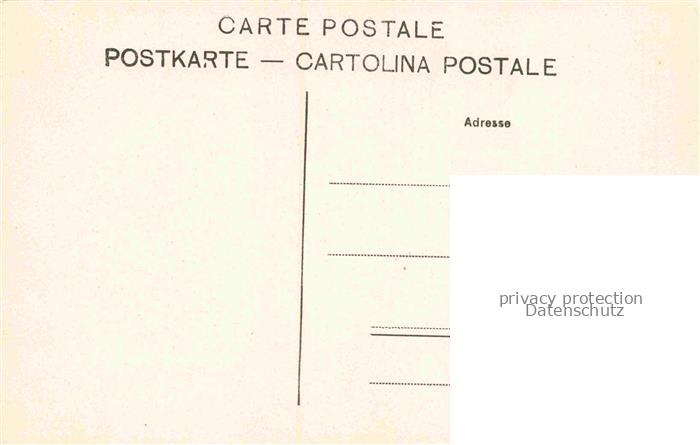 CARTE POSTALE
POSTKARTE — CARTOLINA POSTALE
Adresse
privacy protection
Datenschutz